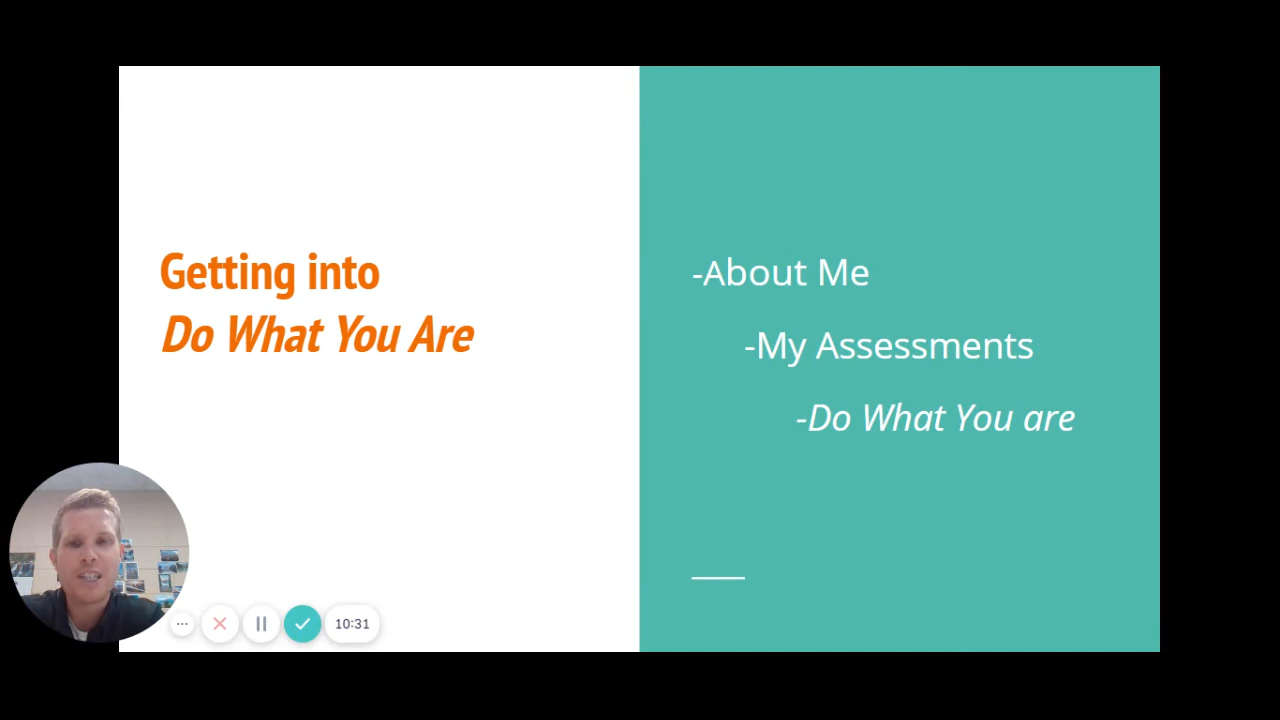 Getting into
Do What You Are
-About Me
-My Assessments
-Do What You are
10:31